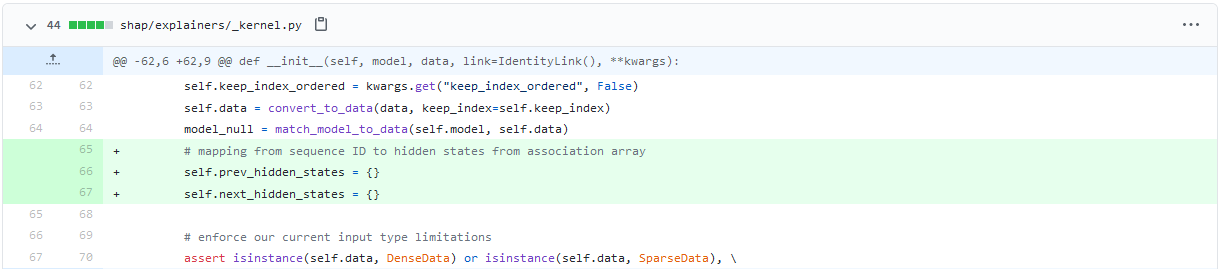 44 shap/explainers/_kernel.py
@@ -62,6 +62,9 @@ def __init__(self, model, data, link=IdentityLink(), **kwargs):
62 62 self.keep_index_ordered = kwargs.get("keep_index_ordered", False)
63 63 self.data = convert_to_data(data, keep_index=self.keep_index)
64 64 model_null = match_model_to_data(self.model, self.data)
65 + # mapping from sequence ID to hidden states from association array
66 + self.prev_hidden_states = {}
67 + self.next_hidden_states = {}
65 68
66 69 # enforce our current input type limitations
67 70 assert isinstance(self.data, DenseData) or isinstance(self.data, SparseData), \